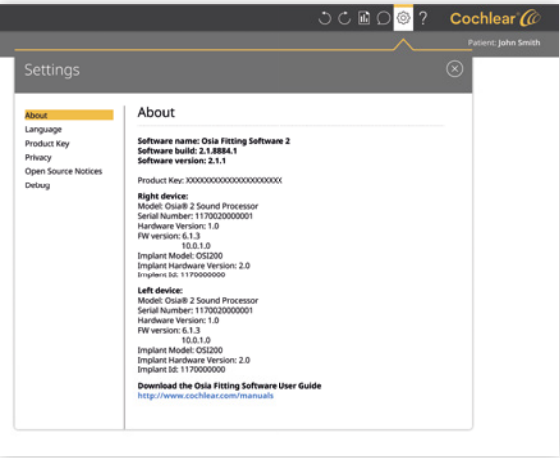 ? Cochlear
Patient: John Smith
Settings
About
Language
Product Key
Privacy
Open Source Notices
Debug
About
Software name: Osia Fitting Software 2
Software build: 2.1.8884.1
Software version: 2.1.1
Product Key: XXXXXXXXXXXXXXXXXXXX
Right device:
Model: Osia® 2 Sound Processor
Serial Number: 1170020000001
Hardware Version: 1.0
FW version: 6.1.3
10.0.1.0
Implant Model: OSI200
Implant Hardware Version: 2.0
Implant Id: 1170000000
Left device:
Model: Osia® 2 Sound Processor
Serial Number: 1170020000001
Hardware Version: 1.0
FW version: 6.1.3
10.0.1.0
Implant Model: OSI200
Implant Hardware Version: 2.0
Implant Id: 1170000000
Download the Osia Fitting Software User Guide
http://www.cochlear.com/manuals